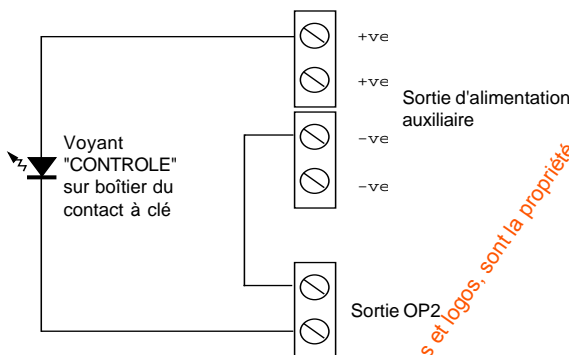 +ve
+ve
Sortie d'alimentation
auxiliaire
-ve
-ve
Voyant
"CONTROLE"
sur boîtier du
contact à clé
Sortie OP2
s et logos, sont la propriété